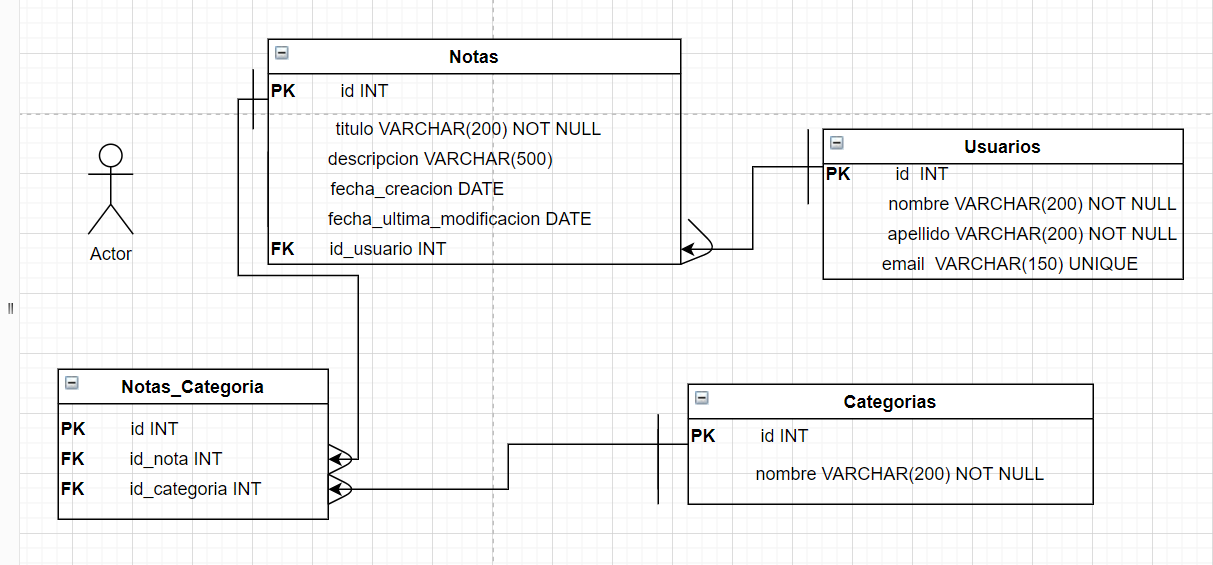 Notas
PK id INT
titulo VARCHAR(200) NOT NULL
descripcion VARCHAR(500)
fecha_creacion DATE
fecha_ultima_modificacion DATE
FK id_usuario INT
Usuarios
PK id INT
nombre VARCHAR(200) NOT NULL
apellido VARCHAR(200) NOT NULL
email VARCHAR(150) UNIQUE
Actor
Notas_Categoria
PK id INT
FK id_nota INT
FK id_categoria INT
Categorias
PK id INT
nombre VARCHAR(200) NOT NULL